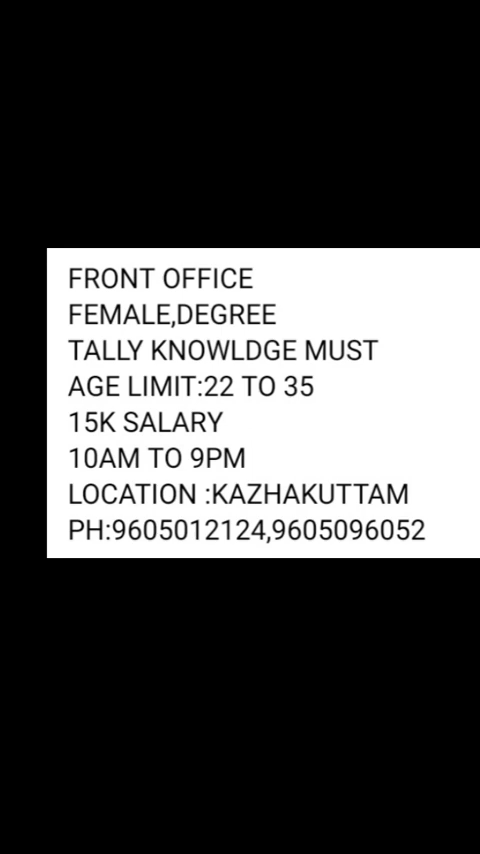 FRONT OFFICE
FEMALE,DEGREE
TALLY KNOWLDGE MUST
AGE LIMIT:22 TO 35
15K SALARY
10AM TO 9PM
LOCATION :KAZHAKUTTAM
PH:9605012124,9605096052